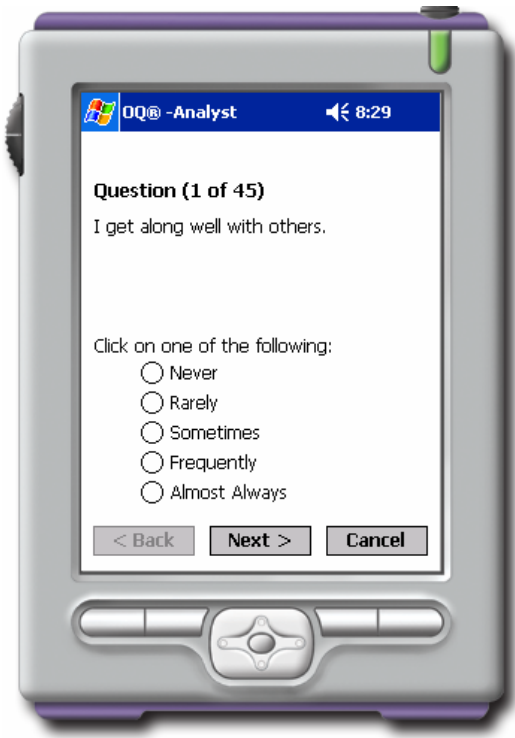 OQ® -Analyst 8:29
Question (1 of 45)
I get along well with others.
Click on one of the following:
Never
Rarely
Sometimes
Frequently
Almost Always
< Back Next > Cancel